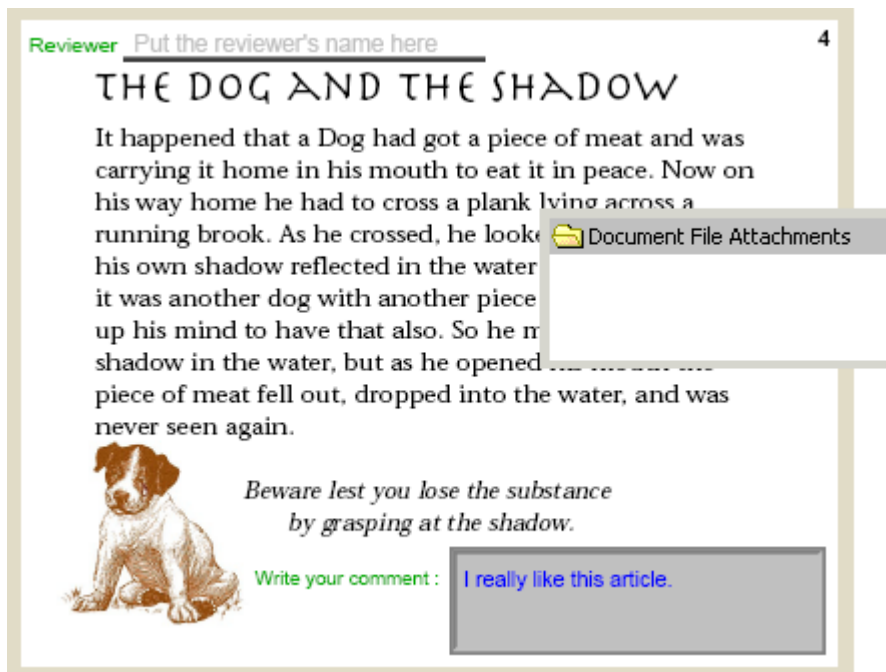 Reviewer Put the reviewer's name here
4
THE DOG AND THE SHADOW
It happened that a Dog had got a piece of meat and was
carrying it home in his mouth to eat it in peace. Now on
his way home he had to cross a plank lying across a
running brook. As he crossed, he looke
Document File Attachments
his own shadow reflected in the water
it was another dog with another piece
up his mind to have that also. So he m
shadow in the water, but as he opened
piece of meat fell out, dropped into the water, and was
never seen again.
Beware lest you lose the substance
by grasping at the shadow.
Write your comment :
I really like this article.